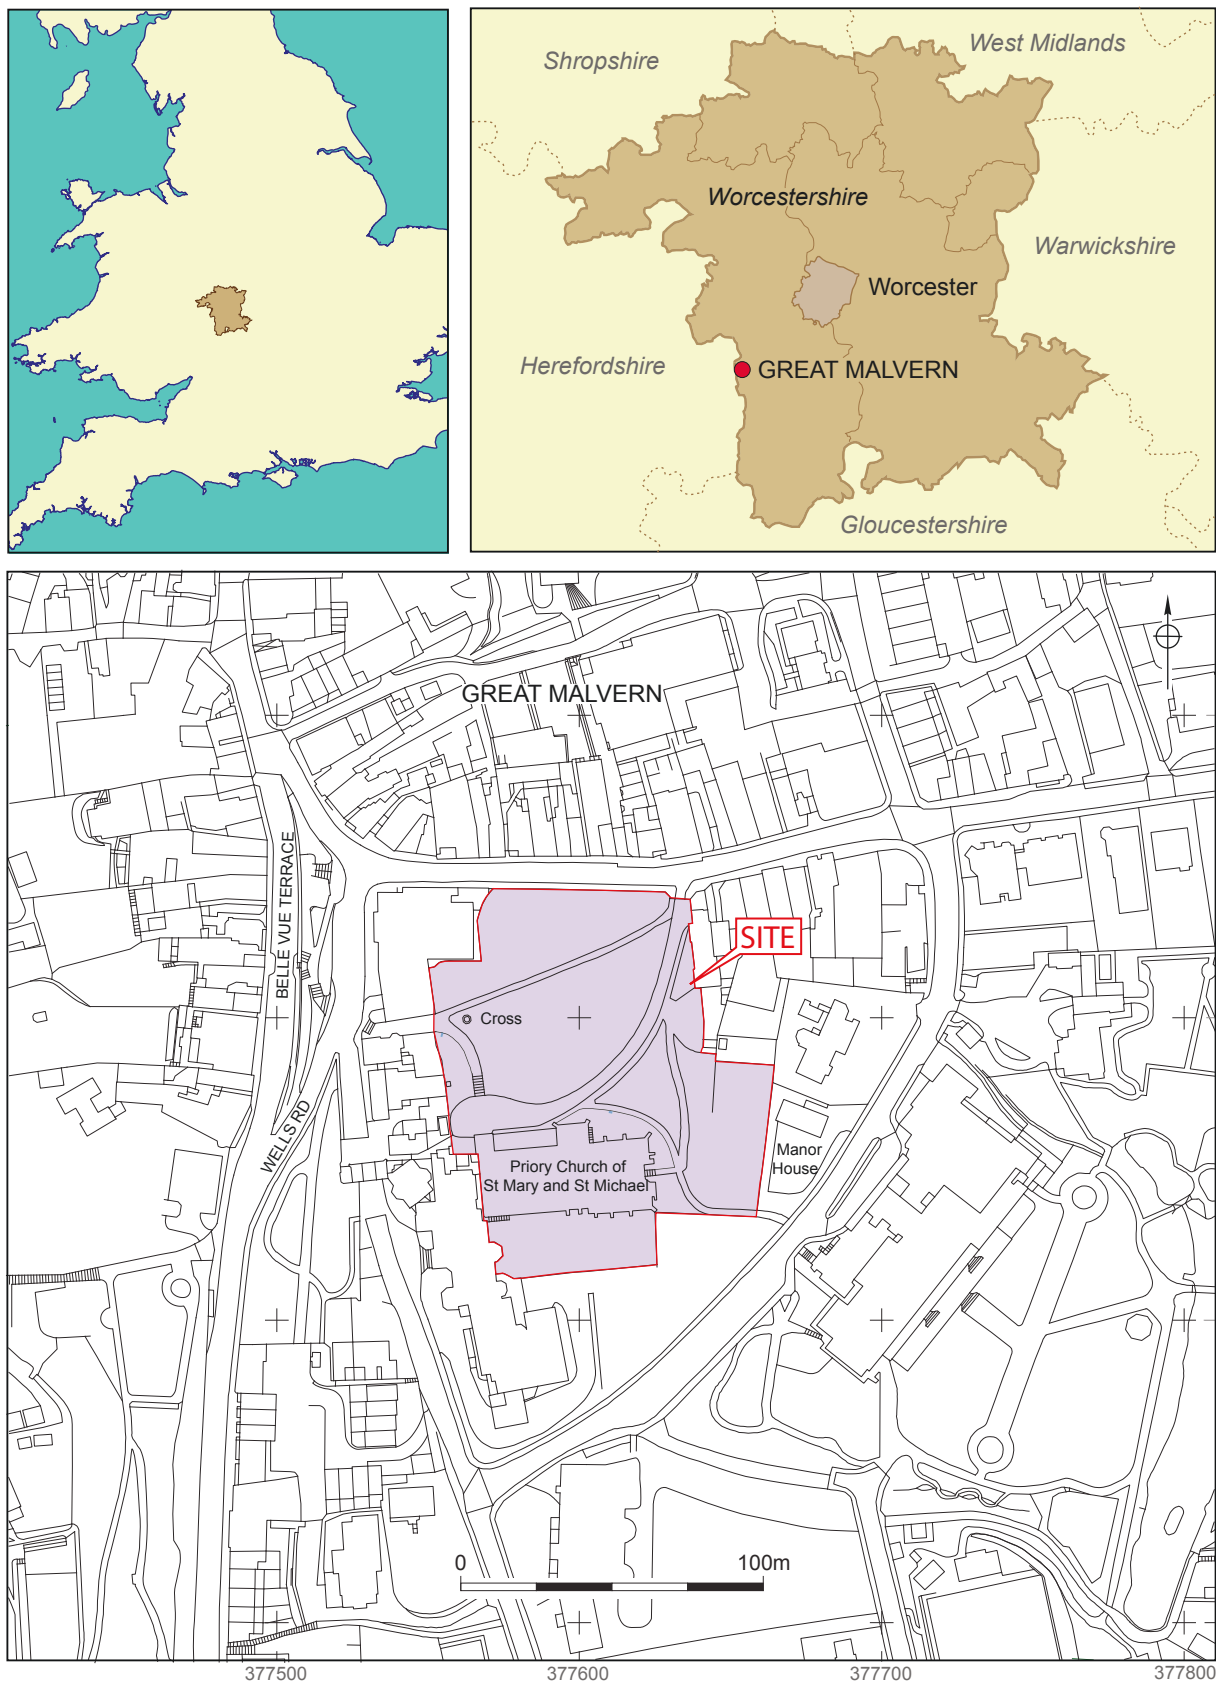 Shropshire
West Midlands
Worcestershire
Warwickshire
Worcester
Herefordshire
GREAT MALVERN
Gloucestershire
GREAT MALVERN
BELLE VUE TERRACE
SITE
Cross
WELLS RD
Priory Church of
St Mary and St Michael
Manor
House
0
100m
377500
377600
377700
377800